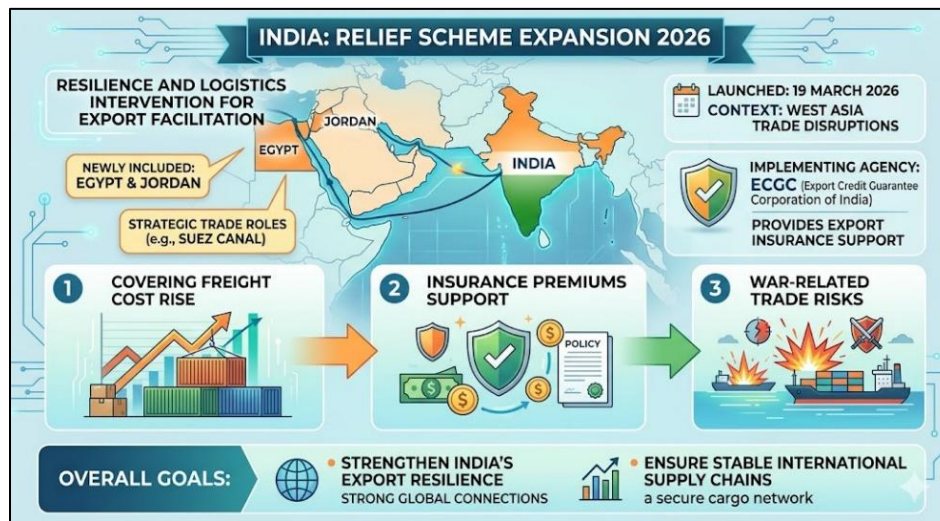 INDIA: RELIEF SCHEME EXPANSION 2026
RESILIENCE AND LOGISTICS
INTERVENTION FOR
EXPORT FACILITATION
JORDAN
EGYPT
INDIA
NEWLY INCLUDED:
EGYPT & JORDAN
STRATEGIC TRADE ROLES
(e.g., SUEZ CANAL)
LAUNCHED: 19 MARCH 2026
CONTEXT: WEST ASIA
TRADE DISRUPTIONS
IMPLEMENTING AGENCY:
ECGC (Export Credit Guarantee
Corporation of India)
PROVIDES EXPORT
INSURANCE SUPPORT
1 COVERING FREIGHT
COST RISE
2 INSURANCE PREMIUMS
SUPPORT
POLICY
3 WAR-RELATED
TRADE RISKS
OVERALL GOALS:
• STRENGTHEN INDIA'S
EXPORT RESILIENCE
STRONG GLOBAL CONNECTIONS
• ENSURE STABLE INTERNATIONAL
SUPPLY CHAINS
a secure cargo network